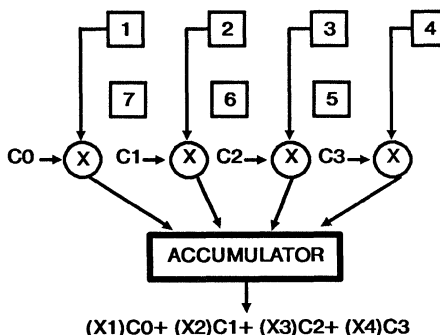 1 2 3 4
7 6 5
C0 X C1 X C2 X C3 X
ACCUMULATOR
(X1)C0+ (X2)C1+ (X3)C2+ (X4)C3